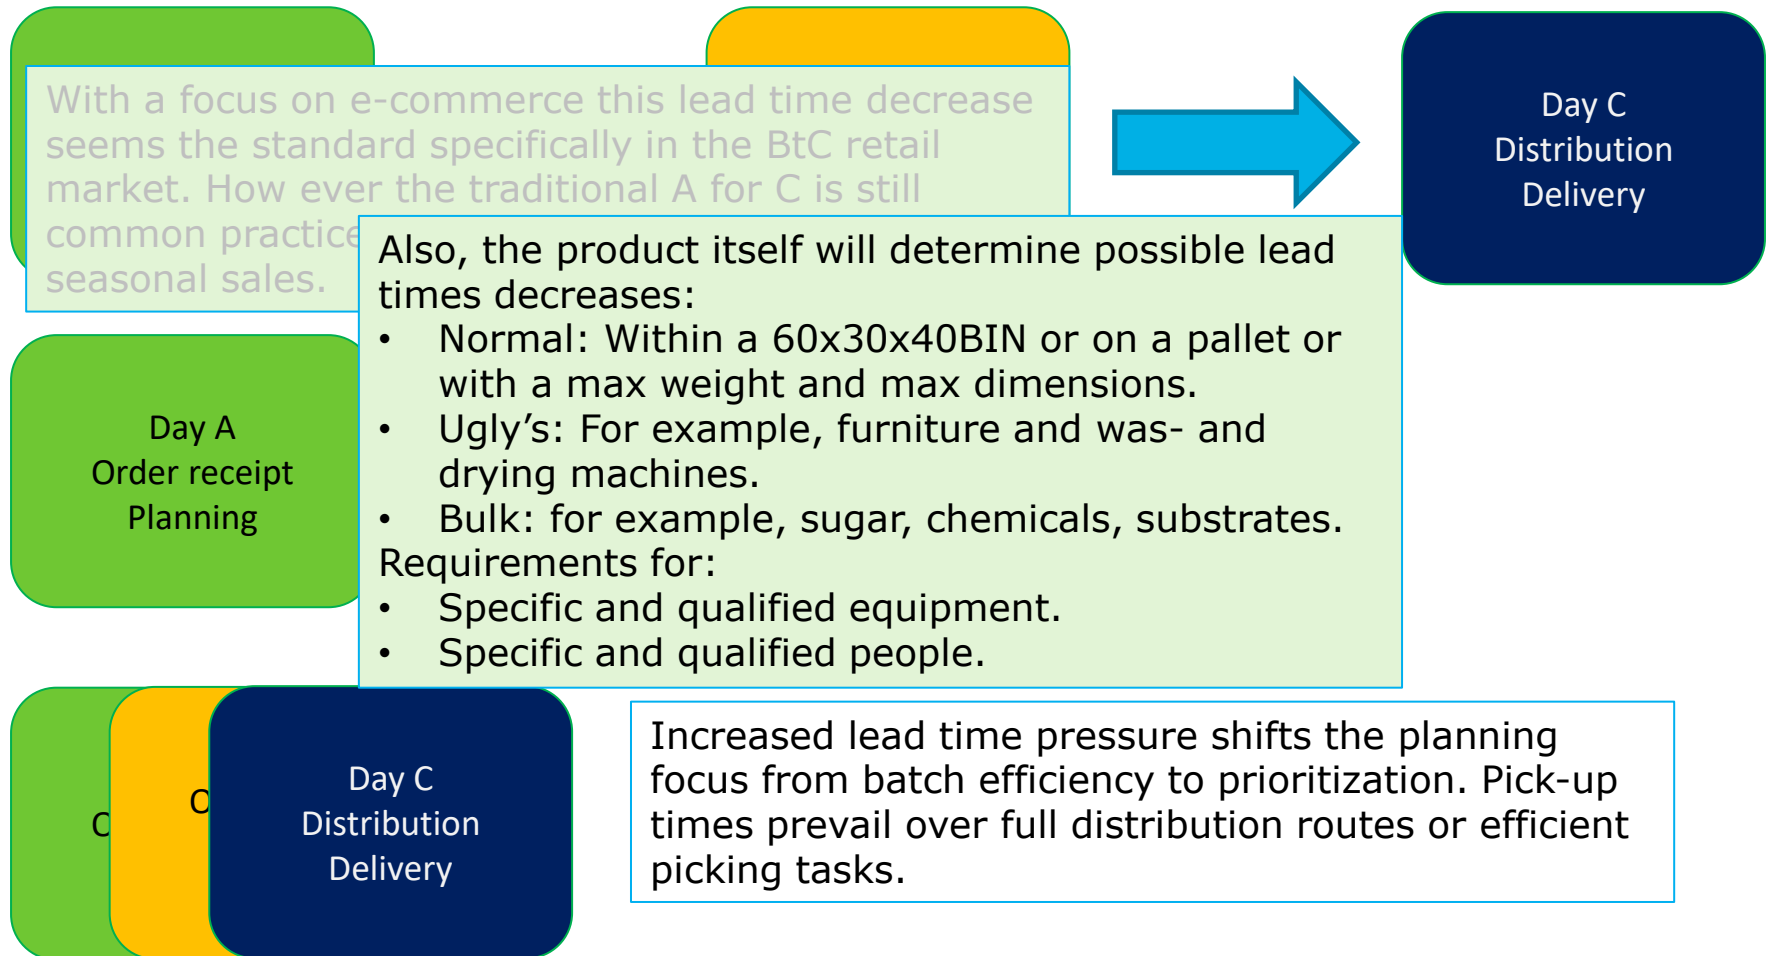 With a focus on e-commerce this lead time decrease
seems the standard specifically in the BtC retail
market. How ever the traditional A for C is still
common practice
seasonal sales.
Day C
Distribution
Delivery
Also, the product itself will determine possible lead
times decreases:
• Normal: Within a 60x30x40BIN or on a pallet or
with a max weight and max dimensions.
• Ugly’s: For example, furniture and was- and
drying machines.
• Bulk: for example, sugar, chemicals, substrates.
Requirements for:
• Specific and qualified equipment.
• Specific and qualified people.
Day A
Order receipt
Planning
O
O
Day C
Distribution
Delivery
Increased lead time pressure shifts the planning
focus from batch efficiency to prioritization. Pick-up
times prevail over full distribution routes or efficient
picking tasks.